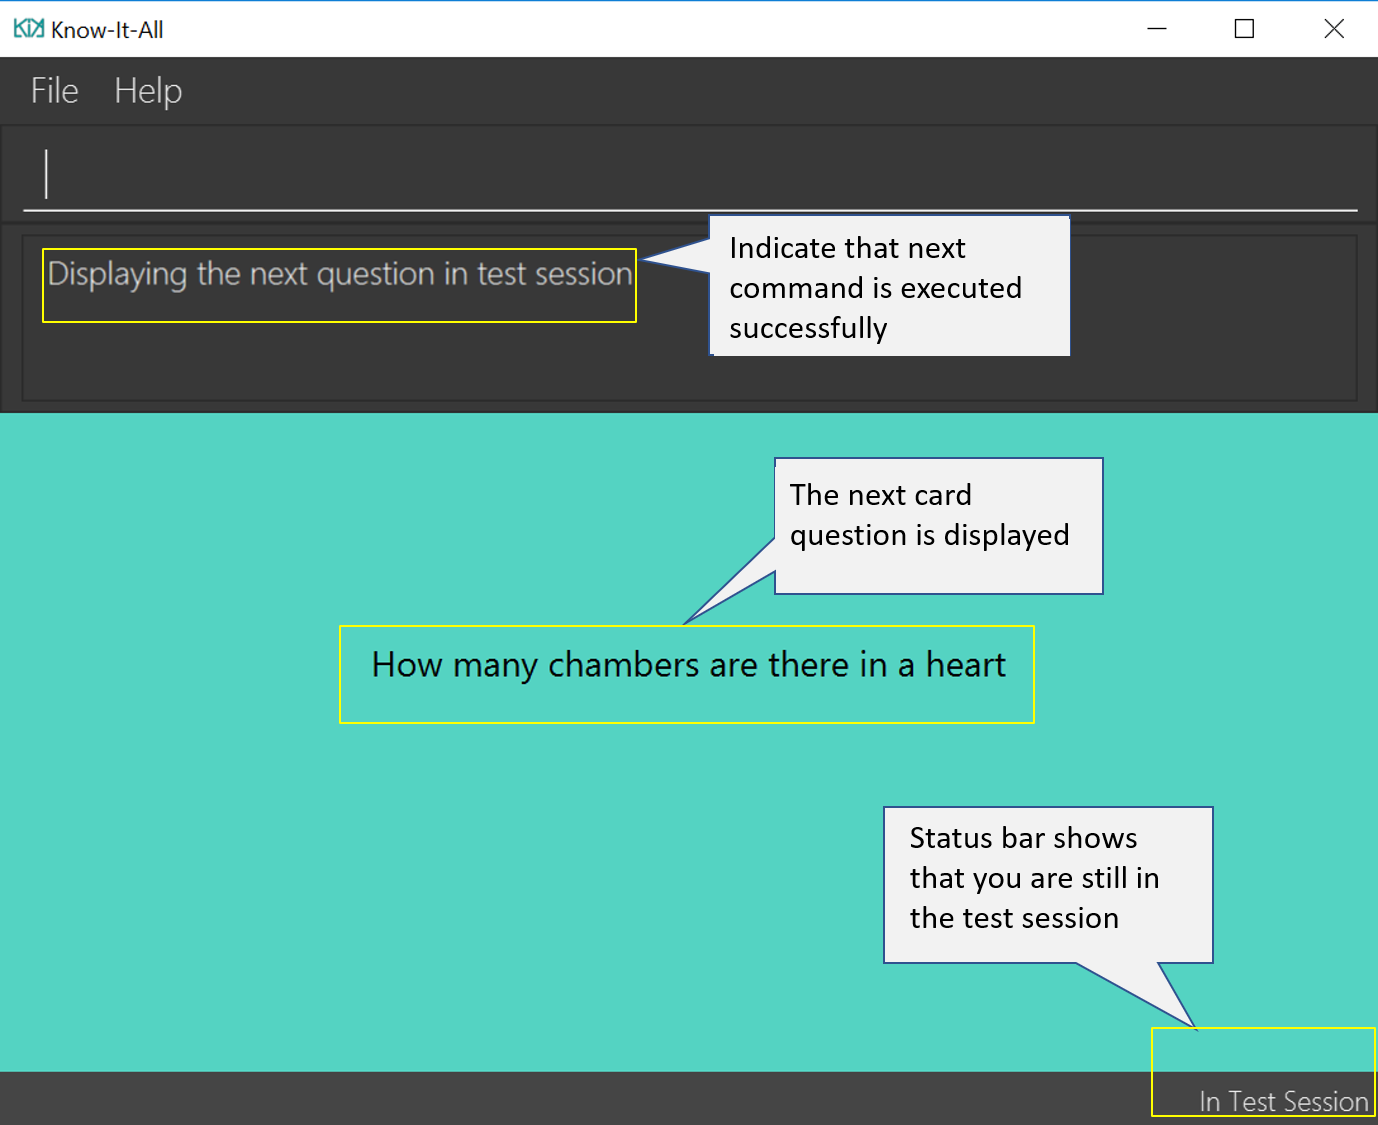 KIA Know-It-All
File Help
Displaying the next question in test session
Indicate that next
command is executed
successfully
The next card
question is displayed
How many chambers are there in a heart
Status bar shows
that you are still in
the test session
In Test Session